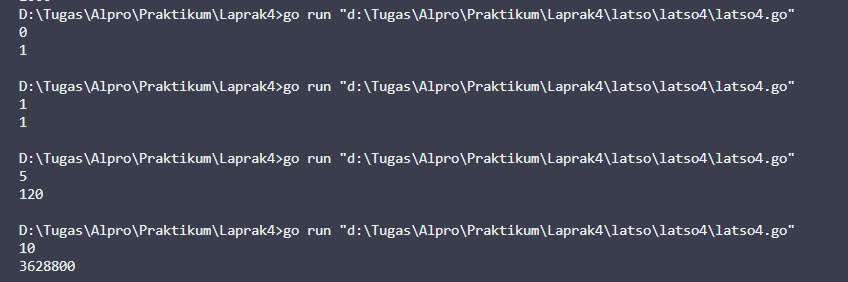 D:\Tugas\Alpro\Praktikum\Laprak4>go run "d:\Tugas\Alpro\Praktikum\Laprak4\latso\latso4\latso4.go"
0
1
D:\Tugas\Alpro\Praktikum\Laprak4>go run "d:\Tugas\Alpro\Praktikum\Laprak4\latso\latso4\latso4.go"
1
1
D:\Tugas\Alpro\Praktikum\Laprak4>go run "d:\Tugas\Alpro\Praktikum\Laprak4\latso\latso4\latso4.go"
5
120
D:\Tugas\Alpro\Praktikum\Laprak4>go run "d:\Tugas\Alpro\Praktikum\Laprak4\latso\latso4\latso4.go"
10
3628800